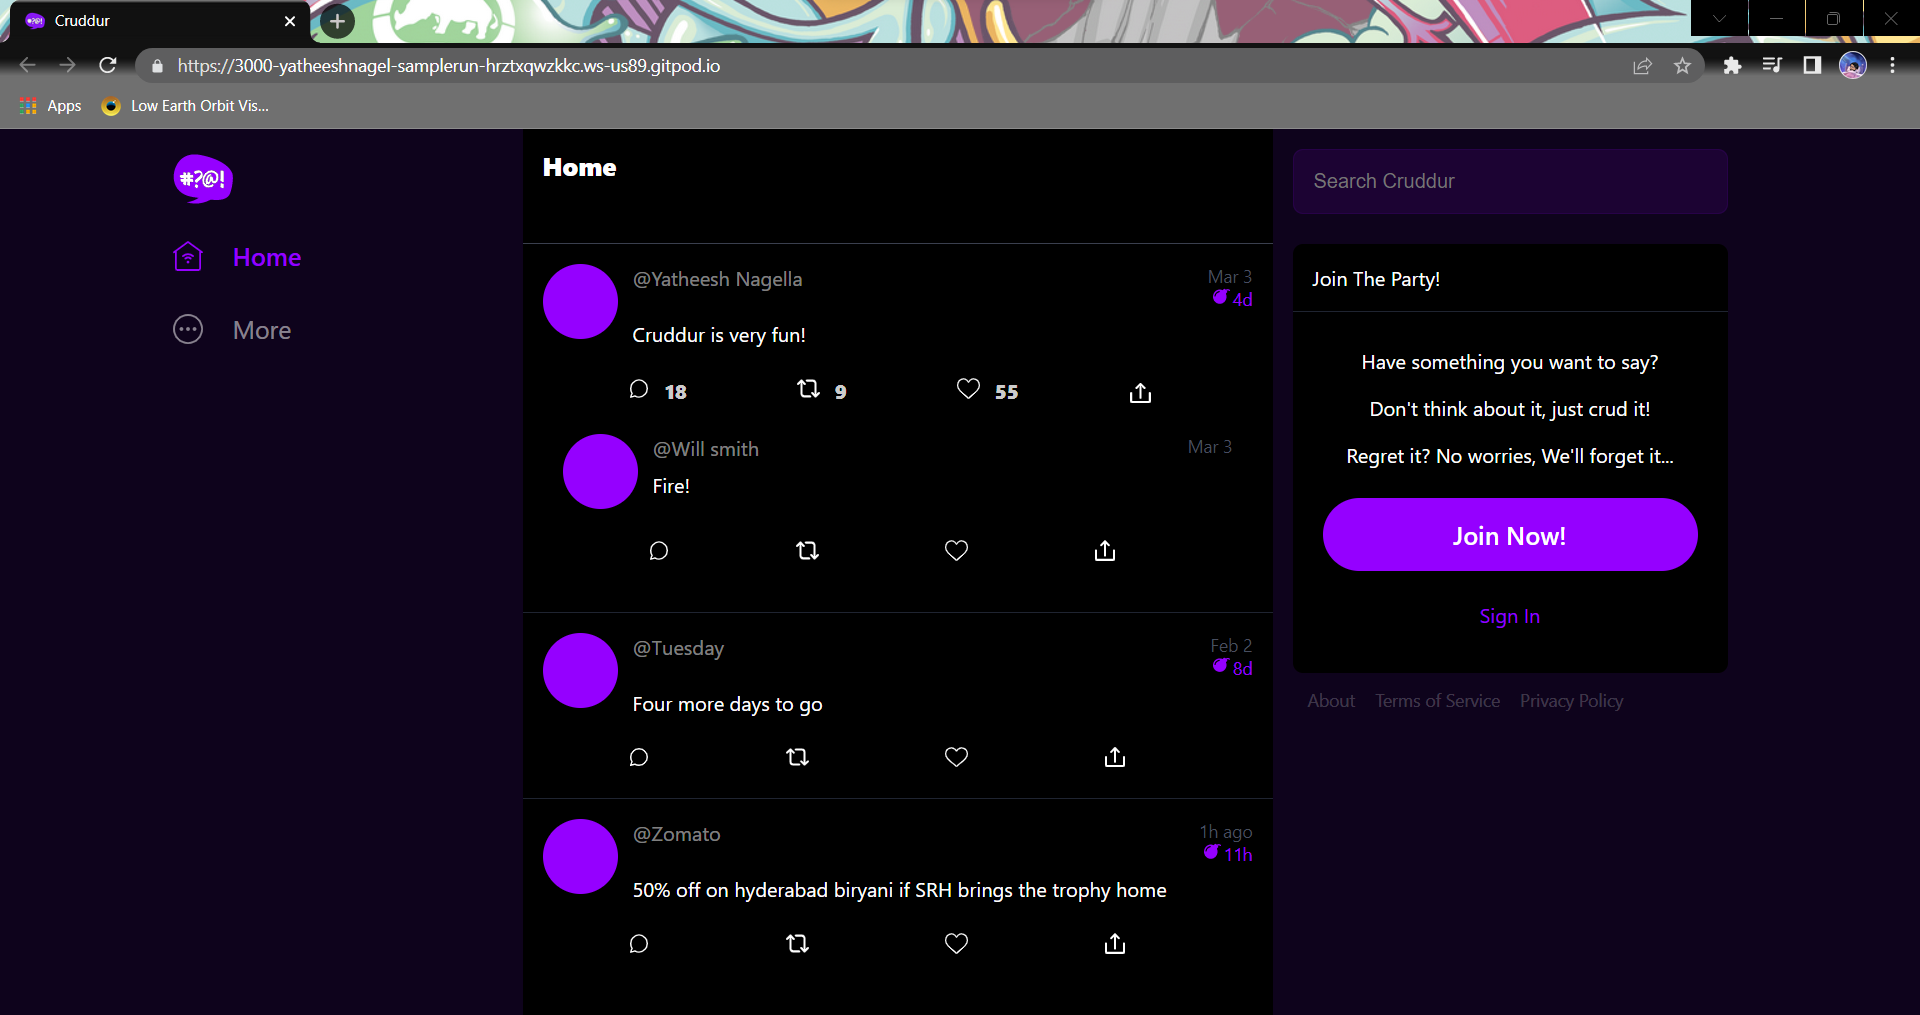 Cruddur
https://3000-yatheeshnagel-samplerun-hrztxqwzkkc.ws-us89.gitpod.io
Apps
Low Earth Orbit Vis...
#?@!
Home
More
Home
@Yatheesh Nagella
Mar 3
4d
Cruddur is very fun!
18
9
55
@Will smith
Mar 3
Fire!
@Tuesday
Feb 2
8d
Four more days to go
@Zomato
1h ago
11h
50% off on hyderabad biryani if SRH brings the trophy home
Search Cruddur
Join The Party!
Have something you want to say?
Don't think about it, just crud it!
Regret it? No worries, We'll forget it...
Join Now!
Sign In
About
Terms of Service
Privacy Policy